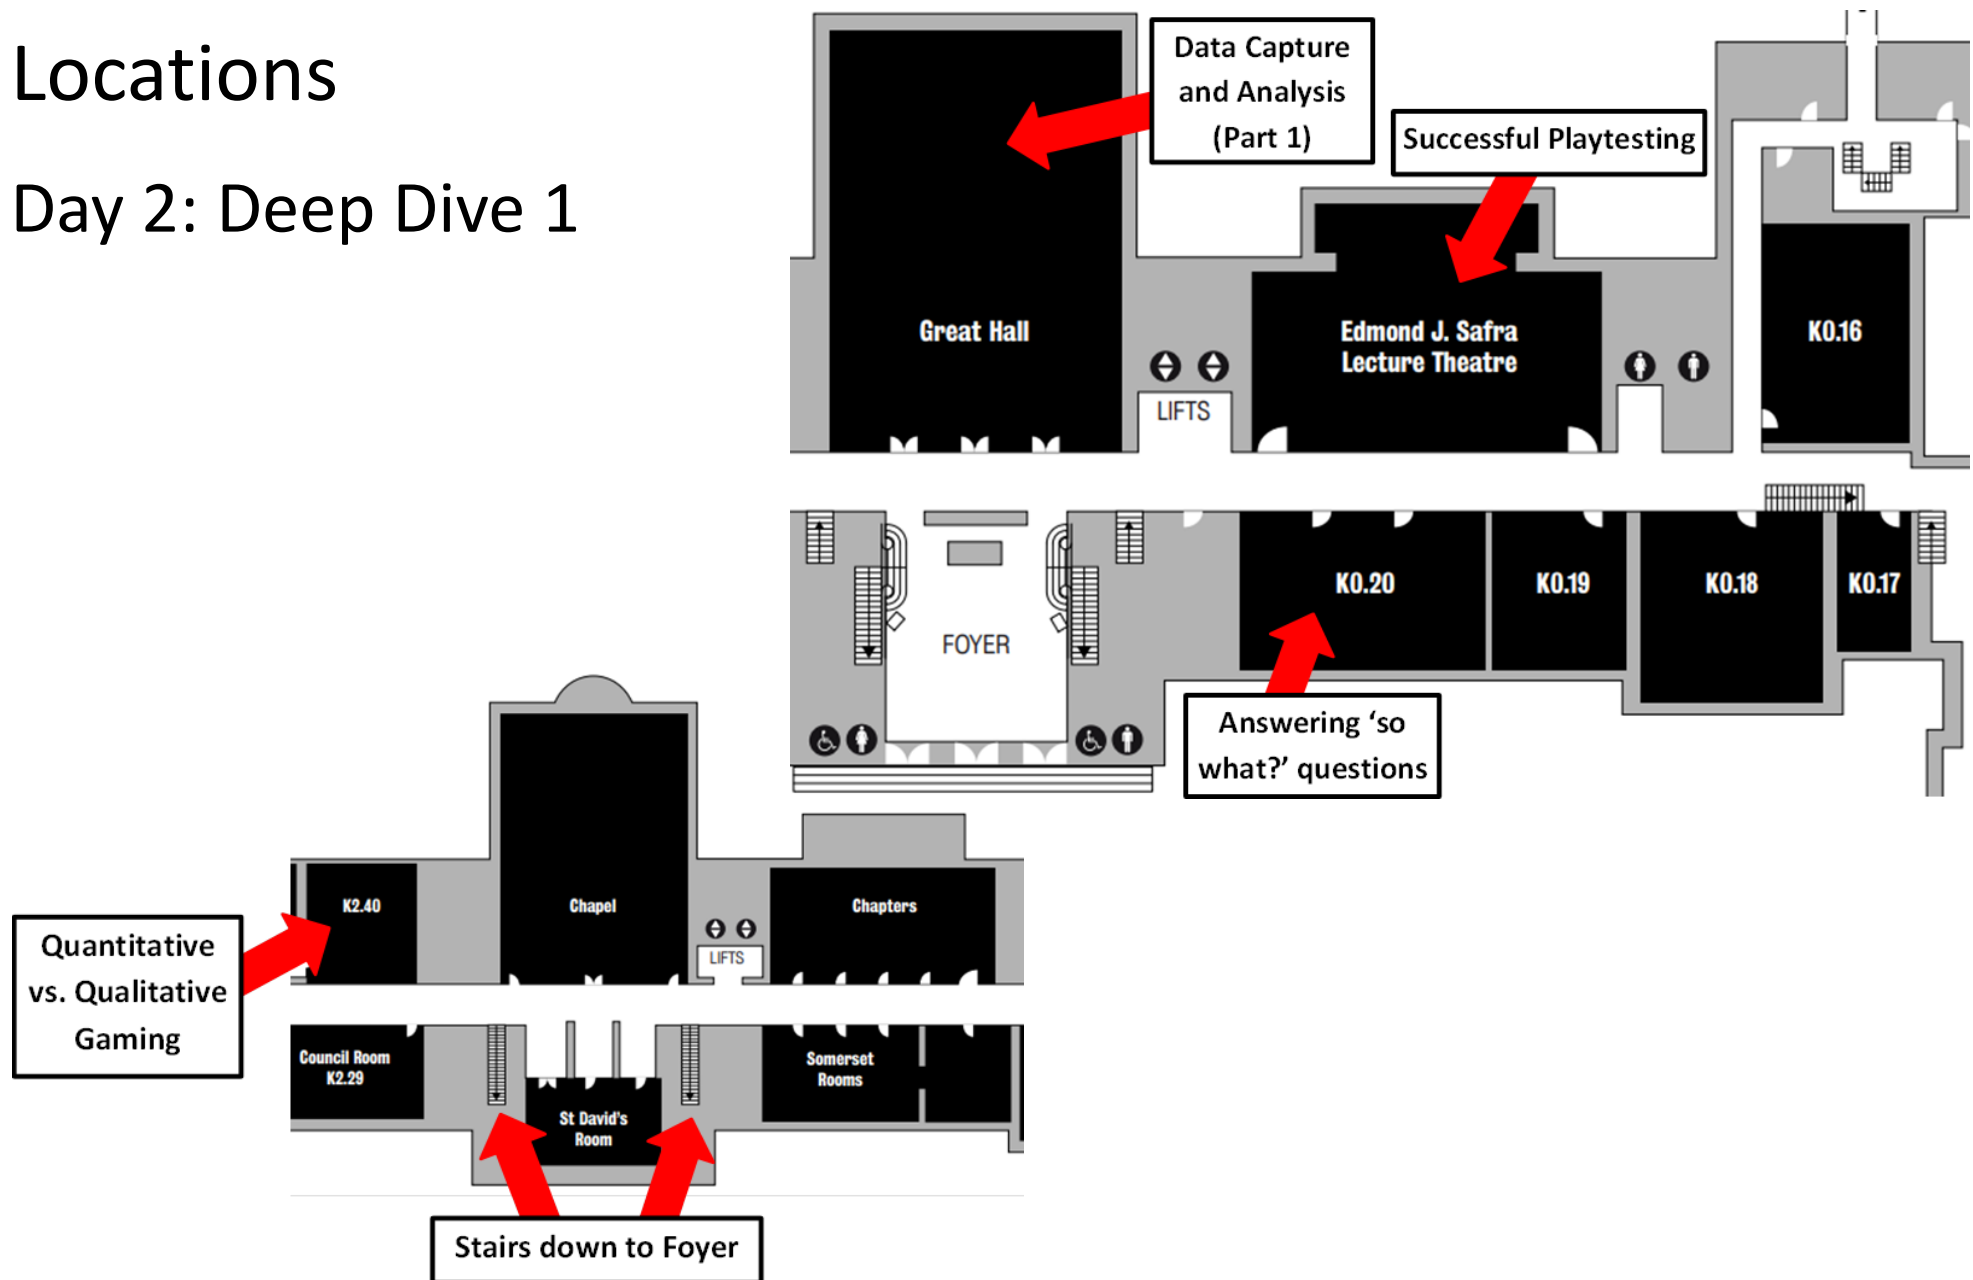 Locations
Day 2: Deep Dive 1
Data Capture
and Analysis
(Part 1)
Successful Playtesting
Great Hall
Edmond J. Safra
Lecture Theatre
K0.16
LIFTS
K0.20
K0.19
K0.18
K0.17
FOYER
Answering ‘so
what?’ questions
K2.40
Chapel
Chapters
LIFTS
Quantitative
vs. Qualitative
Gaming
Council Room
K2.29
Somerset
Rooms
St David's
Room
Stairs down to Foyer